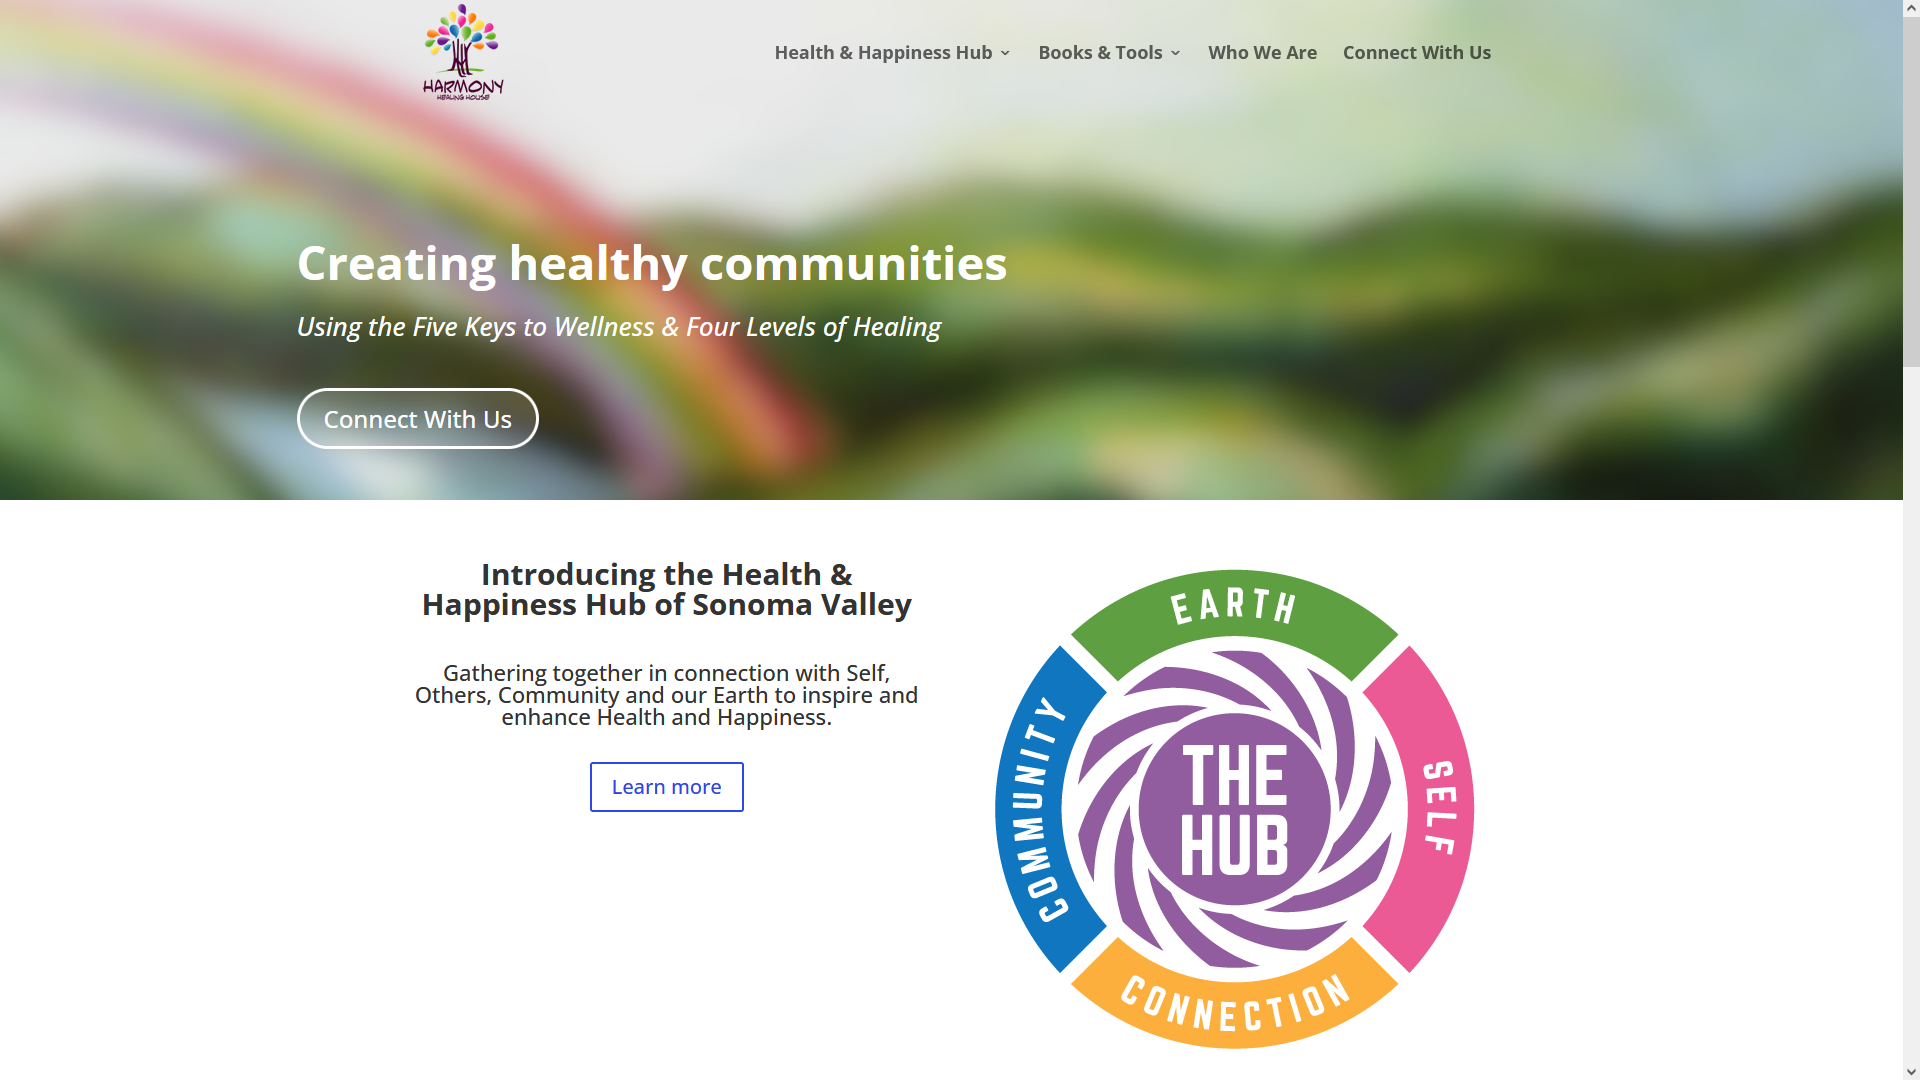 HARMONY
HEALING HOUSE
Health & Happiness Hub
Books & Tools
Who We Are
Connect With Us
Creating healthy communities
Using the Five Keys to Wellness & Four Levels of Healing
Connect With Us
Introducing the Health &
Happiness Hub of Sonoma Valley
Gathering together in connection with Self,
Others, Community and our Earth to inspire and
enhance Health and Happiness.
Learn more
EARTH
COMMUNITY
THE
HUB
SELF
CONNECTION